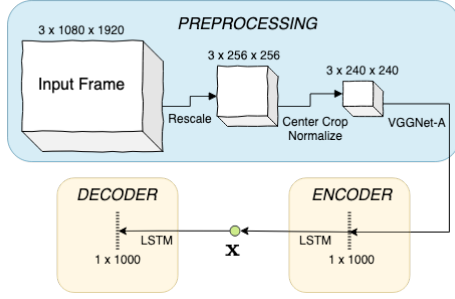 PREPROCESSING
3 x 1080 x 1920
Input Frame
Rescale
3 x 256 x 256
Center Crop
Normalize
3 x 240 x 240
VGGNet-A
DECODER
LSTM
1 x 1000
x
ENCODER
LSTM
1 x 1000